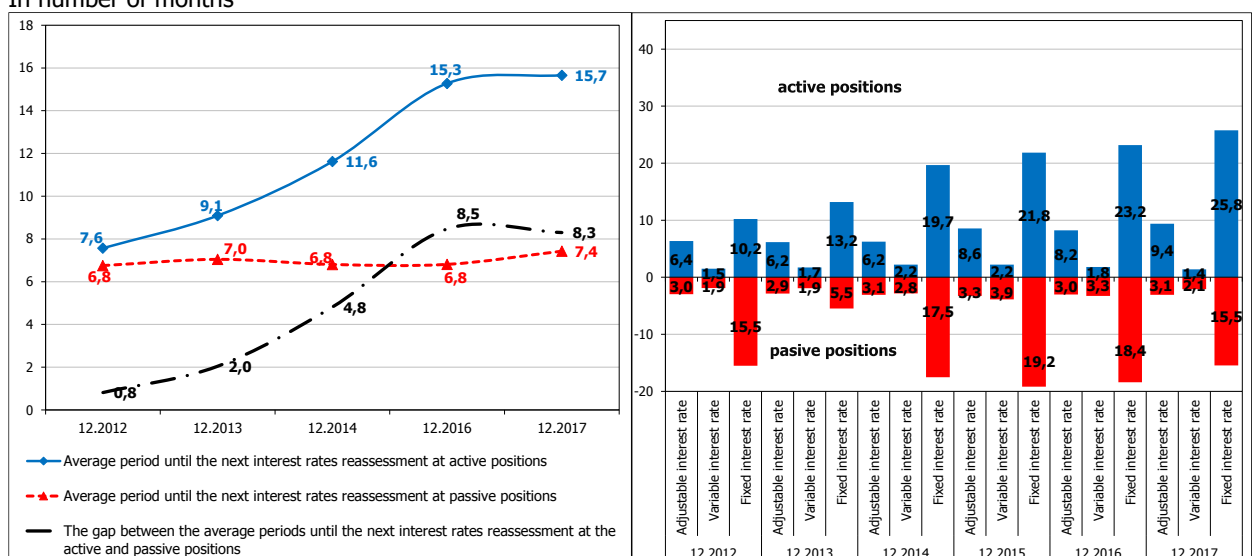 In number of months
18
16
14
12
10
8
6
4
2
0
7,6
9,1
11,6
15,3
15,7
6,8
7,0
6,8
6,8
7,4
0,8
2,0
4,8
8,5
8,3
12.2012 12.2013 12.2014 12.2016 12.2017
Average period until the next interest rates reassessment at active positions
Average period until the next interest rates reassessment at passive positions
The gap between the average periods until the next interest rates reassessment at the
active and passive positions
40
30
20
10
0
-10
-20
active positions
6,4 1,5 10,2 6,2 1,7 13,2 6,2 2,2 19,7 8,6 2,2 21,8 8,2 1,8 23,2 9,4 1,4 25,8
3,0 1,9 15,5 2,9 1,9 5,5 3,1 2,8 17,5 3,3 3,9 19,2 3,0 3,3 18,4 3,1 2,1 15,5
pasive positions
Adjustable interest rate
Variable interest rate
Fixed interest rate
Adjustable interest rate
Variable interest rate
Fixed interest rate
Adjustable interest rate
Variable interest rate
Fixed interest rate
Adjustable interest rate
Variable interest rate
Fixed interest rate
Adjustable interest rate
Variable interest rate
Fixed interest rate
Adjustable interest rate
Variable interest rate
Fixed interest rate
12.2012 12.2013 12.2014 12.2015 12.2016 12.2017